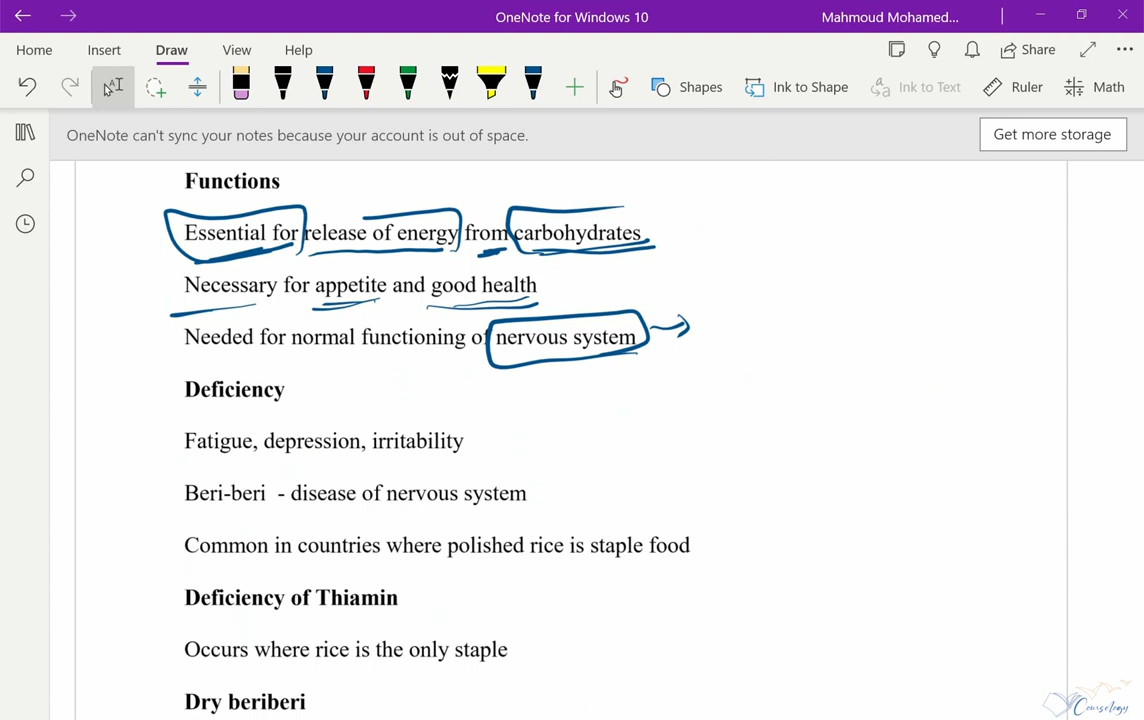 OneNote for Windows 10
Mahmoud Mohamed...
Home Insert Draw View Help Share
Shapes Ink to Shape Ink to Text Ruler Math
OneNote can't sync your notes because your account is out of space. Get more storage
Functions
Essential for release of energy from carbohydrates
Necessary for appetite and good health
Needed for normal functioning of nervous system
Deficiency
Fatigue, depression, irritability
Beri-beri - disease of nervous system
Common in countries where polished rice is staple food
Deficiency of Thiamin
Occurs where rice is the only staple
Dry beriberi
Coursology